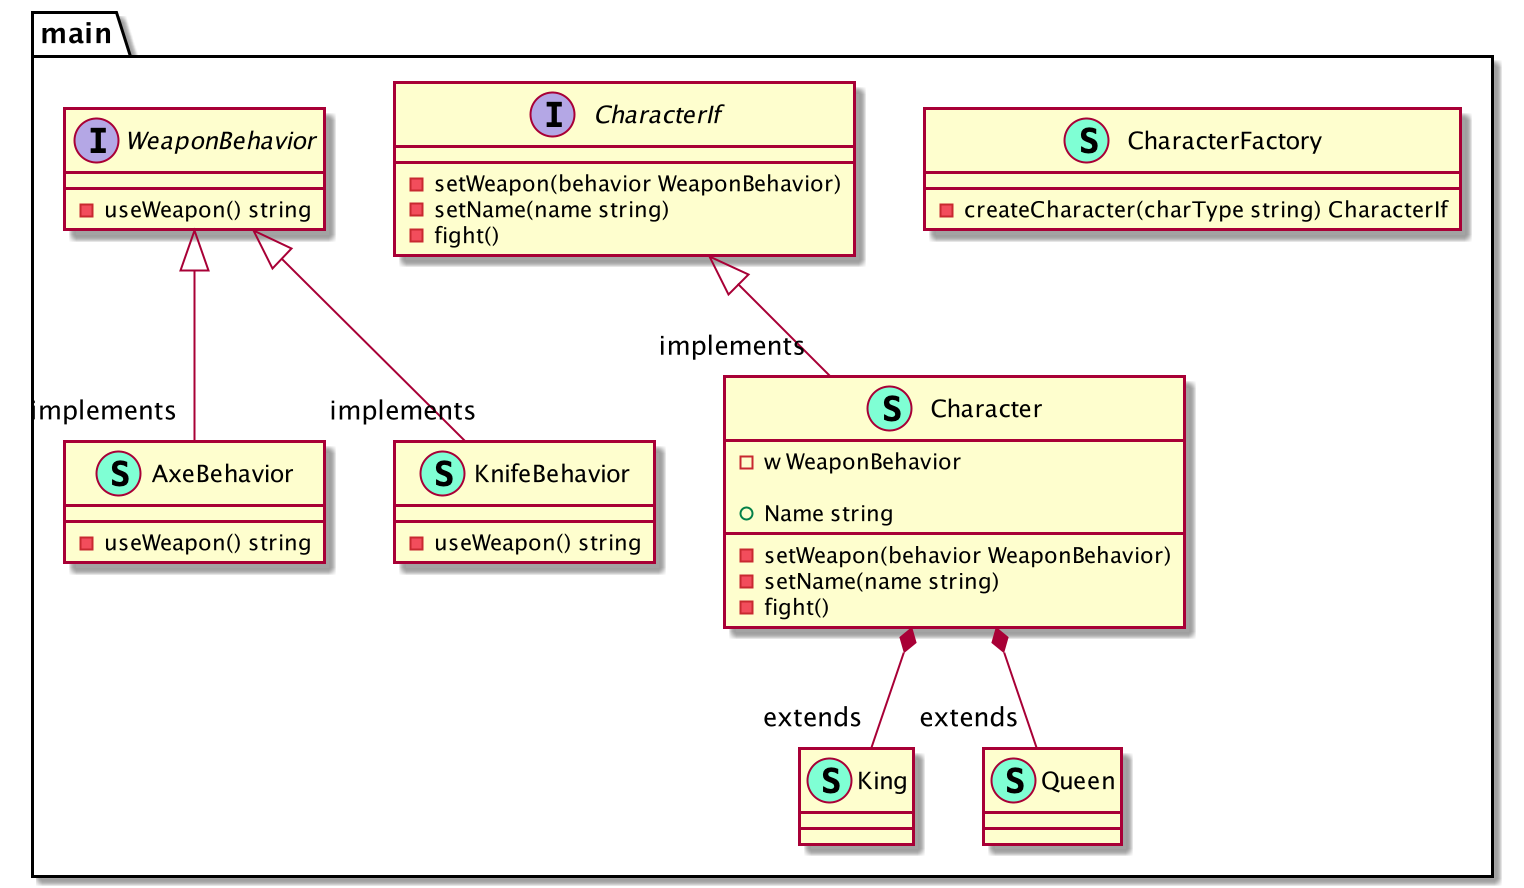 main
I WeaponBehavior
useWeapon() string
I CharacterIf
setWeapon(behavior WeaponBehavior)
setName(name string)
fight()
S CharacterFactory
createCharacter(charType string) CharacterIf
implements
implements
implements
S AxeBehavior
useWeapon() string
S KnifeBehavior
useWeapon() string
S Character
w WeaponBehavior
Name string
setWeapon(behavior WeaponBehavior)
setName(name string)
fight()
extends
extends
S King
S Queen